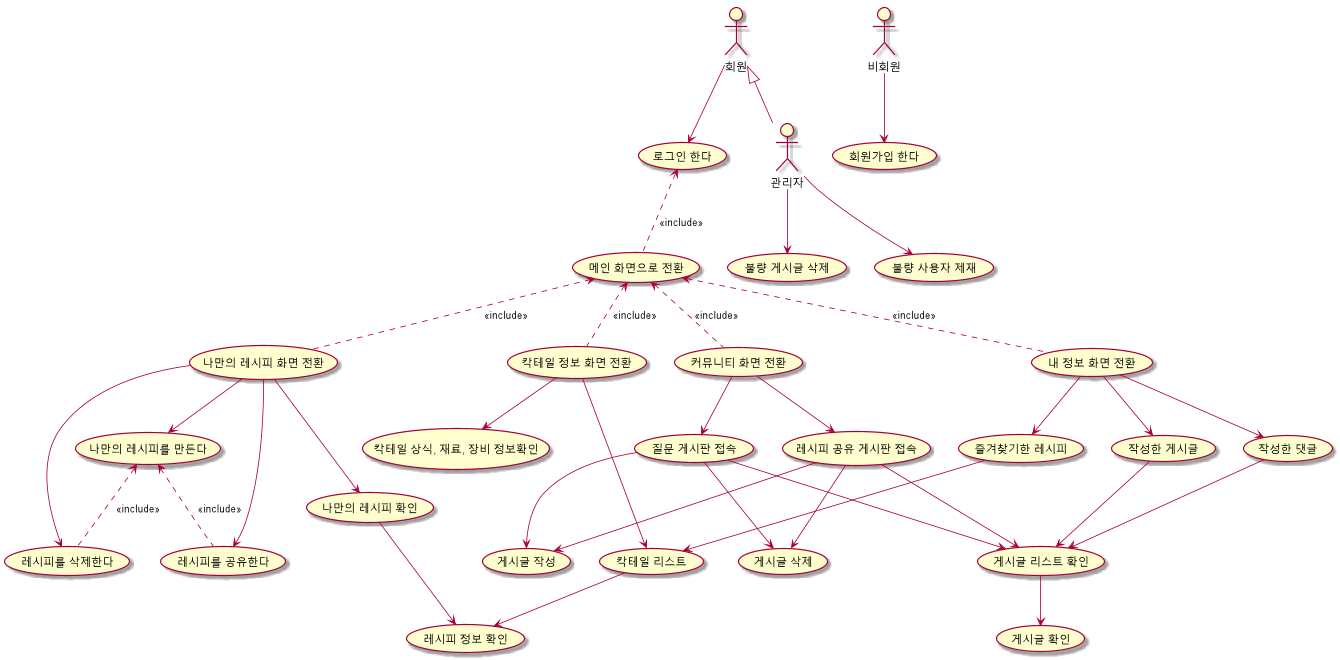 회원
비회원
로그인 한다
회원가입 한다
관리자
«include»
메인 화면으로 전환
불량 게시글 삭제
불량 사용자 제재
«include»
«include»
«include»
«include»
나만의 레시피 화면 전환
칵테일 정보 화면 전환
커뮤니티 화면 전환
내 정보 화면 전환
나만의 레시피를 만든다
칵테일 상식, 재료, 장비 정보확인
질문 게시판 접속
레시피 공유 게시판 접속
즐겨찾기한 레시피
작성한 게시글
작성한 댓글
«include»
«include»
나만의 레시피 확인
레시피를 삭제한다
레시피를 공유한다
게시글 작성
칵테일 리스트
게시글 삭제
게시글 리스트 확인
레시피 정보 확인
게시글 확인